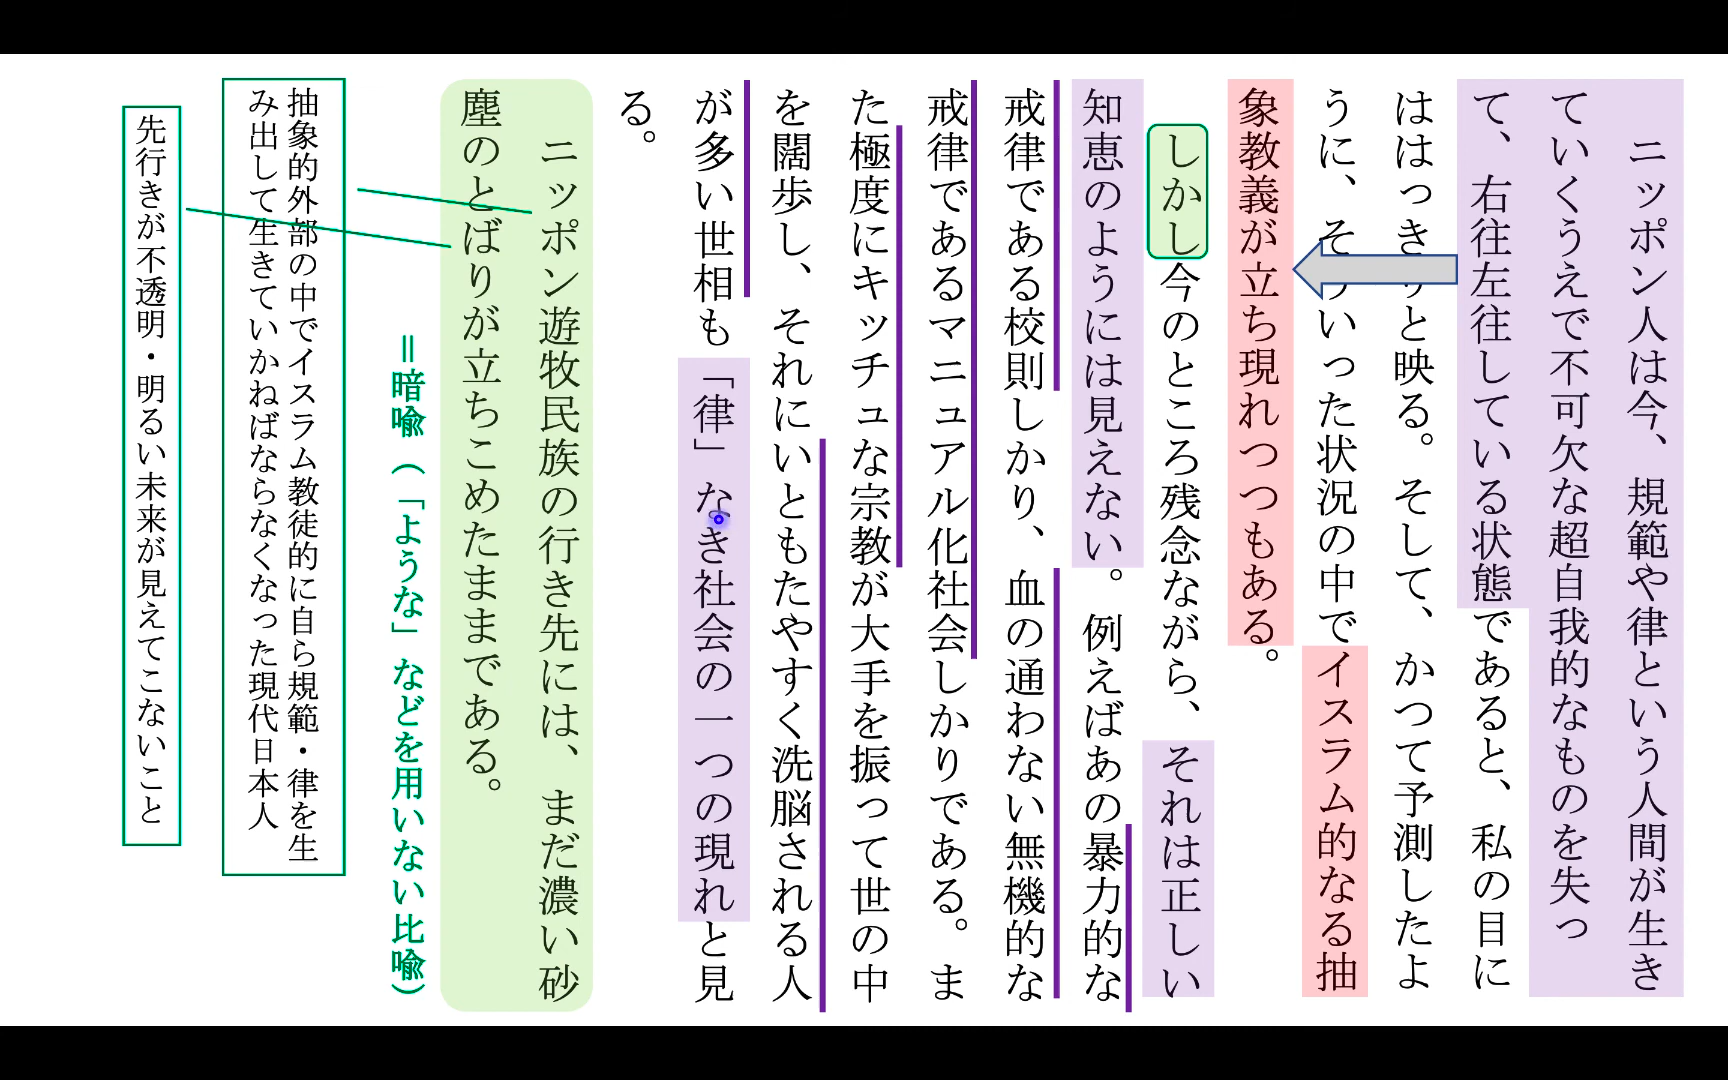 ニッポン人は今、規範や律という人間が生き
ていくうえで不可欠な超自我的なものを失っ
て、右往左往している状態であると、私の目に
ははっきりと映る。そして、かつて予測したよ
うに、そういった状況の中でイスラム的なる抽
象教義が立ち現れつつもある。
しかし今のところ残念ながら、それは正しい
知恵のようには見えない。例えばあの暴力的な
戒律である校則しかり、血の通わない無機的な
戒律であるマニュアル化社会しかりである。ま
た極度にキッチュな宗教が大手を振って世の中
を闊歩し、それにいともたやすく洗脳される人
が多い世相も「律」なき社会の一つの現れと見
る。
ニッポン遊牧民族の行き先には、まだ濃い砂
塵のとばりが立ちこめたままである。
＝暗喩（「ような」などを用いない比喩）
抽象的外部の中でイスラム教徒的に自ら規範・律を生
み出して生きていかねばならなくなった現代日本人
先行きが不透明・明るい未来が見えてこないこと